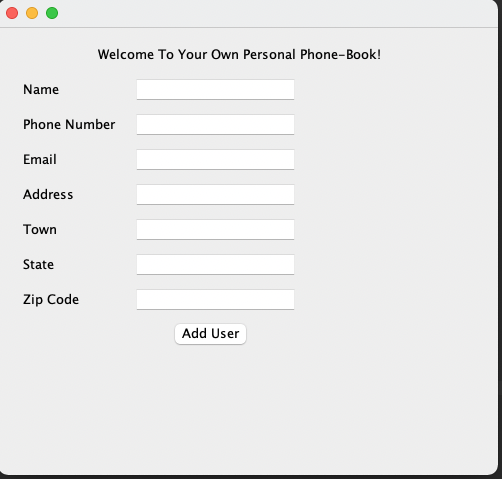 Welcome To Your Own Personal Phone-Book!
Name
Phone Number
Email
Address
Town
State
Zip Code
Add User